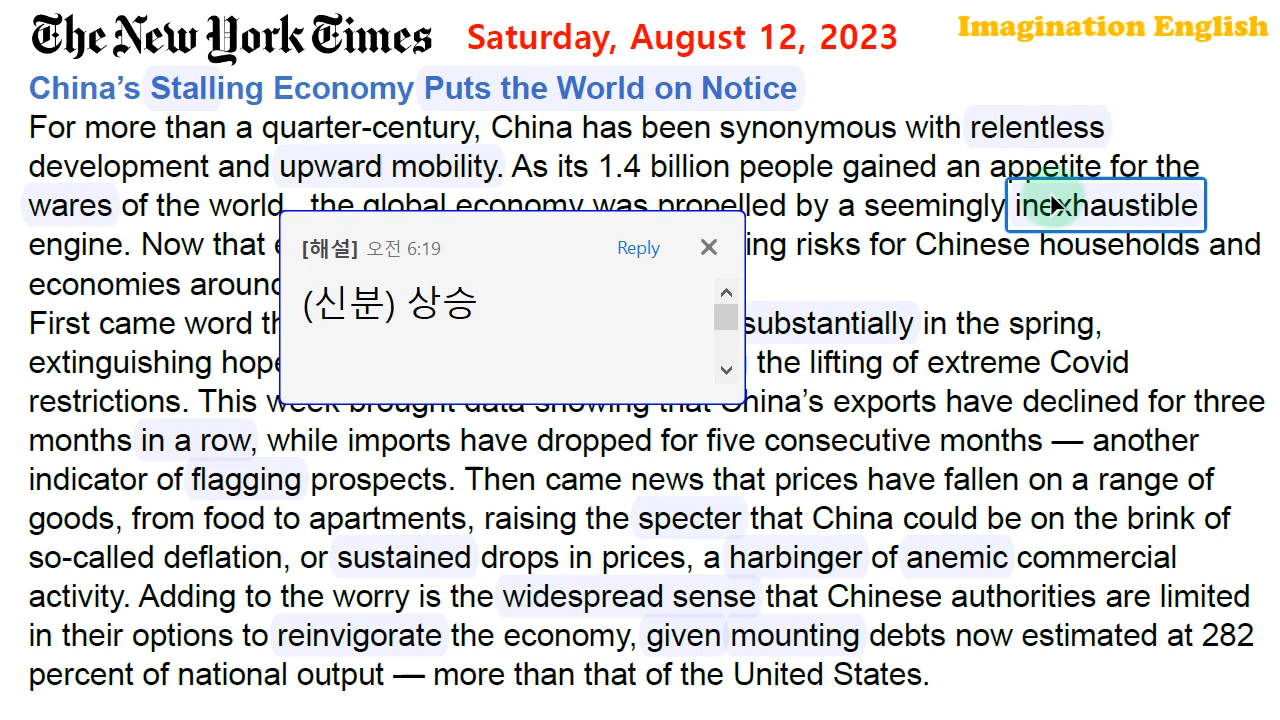 The New York Times
Saturday, August 12, 2023
Imagination English
China's Stalling Economy Puts the World on Notice
For more than a quarter-century, China has been synonymous with relentless
development and upward mobility. As its 1.4 billion people gained an appetite for the
wares of the world, the global economy was propelled by a seemingly inexhaustible
engine. Now that
ing risks for Chinese households and
economies around
[해설] 오전 6:19 Reply
(신분) 상승
First came word
substantially in the spring,
extinguishing
the lifting of extreme Covid
restrictions. This week brought data showing that China's exports have declined for three
months in a row, while imports have dropped for five consecutive months — another
indicator of flagging prospects. Then came news that prices have fallen on a range of
goods, from food to apartments, raising the specter that China could be on the brink of
so-called deflation, or sustained drops in prices, a harbinger of anemic commercial
activity. Adding to the worry is the widespread sense that Chinese authorities are limited
in their options to reinvigorate the economy, given mounting debts now estimated at 282
percent of national output — more than that of the United States.